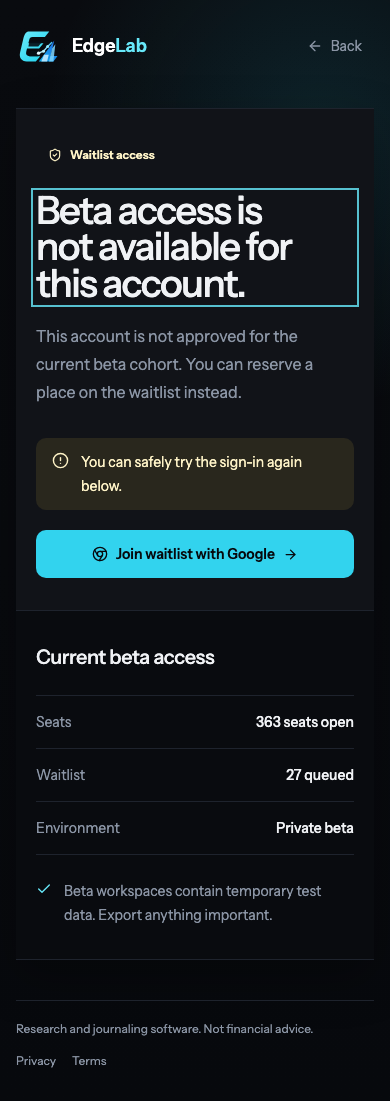 EdgeLab
Back
Waitlist access
Beta access is
not available for
this account.
This account is not approved for the
current beta cohort. You can reserve a
place on the waitlist instead.
You can safely try the sign-in again
below.
Join waitlist with Google
Current beta access
Seats 363 seats open
Waitlist 27 queued
Environment Private beta
Beta workspaces contain temporary test
data. Export anything important.
Research and journaling software. Not financial advice.
Privacy Terms